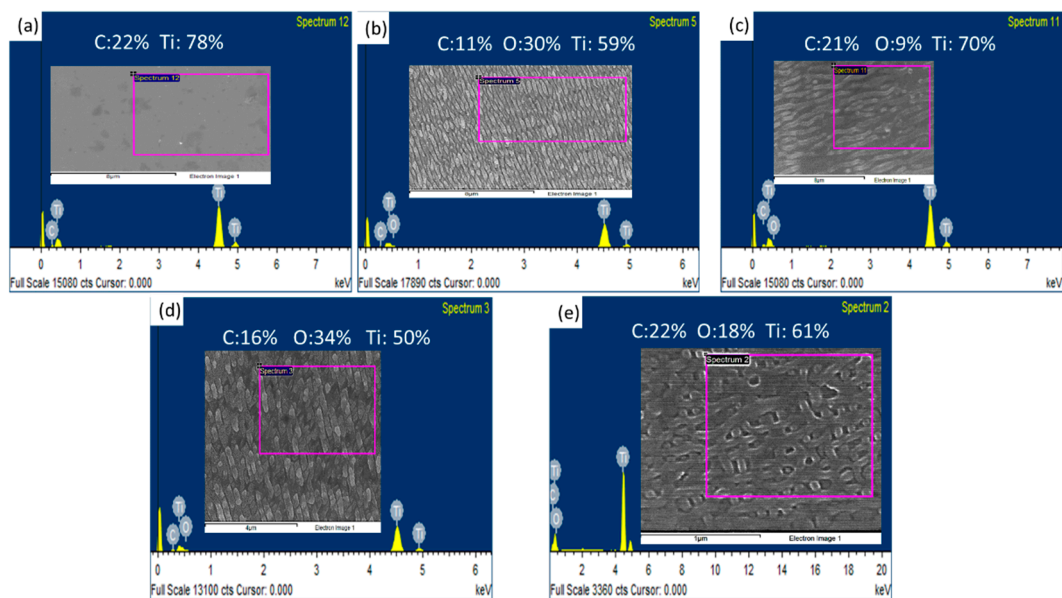 (a)
Spectrum 12
C:22% Ti: 78%
Spectrum 12
8µm
Electron Image 1
Ti
C
Ti
Ti
0 1 2 3 4 5 6 7
Full Scale 15080 cts Cursor: 0.000
keV
(b)
Spectrum 5
C:11% O:30% Ti: 59%
Spectrum 5
Electron Image 1
Ti
C
O
Ti
Ti
0 1 2 3 4 5 6
Full Scale 17890 cts Cursor: 0.000
keV
(c)
Spectrum 11
C:21% O:9% Ti: 70%
Spectrum 11
Electron Image 1
Ti
C
O
Ti
Ti
0 1 2 3 4 5 6 7
Full Scale 15080 cts Cursor: 0.000
keV
(d)
Spectrum 3
C:16% O:34% Ti: 50%
Spectrum 3
4µm
Electron Image 1
Ti
C
O
Ti
Ti
0 1 2 3 4 5 6
Full Scale 13100 cts Cursor: 0.000
keV
(e)
Spectrum 2
C:22% O:18% Ti: 61%
Spectrum 2
1µm
Electron Image 1
Ti
C
O
Ti
0 2 4 6 8 10 12 14 16 18 20
Full Scale 3360 cts Cursor: 0.000
keV